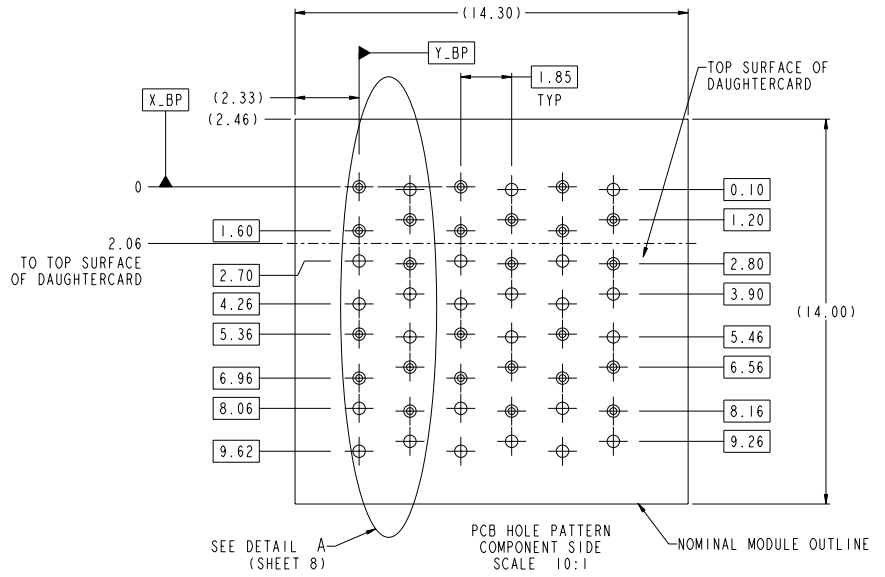 (14.30)
Y_BP
1.85
TYP
TOP SURFACE OF
DAUGHTERCARD
X_BP
(2.33)
(2.46)
0
0.10
1.20
1.60
2.06
TO TOP SURFACE
OF DAUGHTERCARD
2.80
2.70
3.90
4.26
(14.00)
5.36
5.46
6.56
6.96
8.06
8.16
9.26
9.62
SEE DETAIL A
(SHEET 8)
PCB HOLE PATTERN
COMPONENT SIDE
SCALE 10:1
NOMINAL MODULE OUTLINE